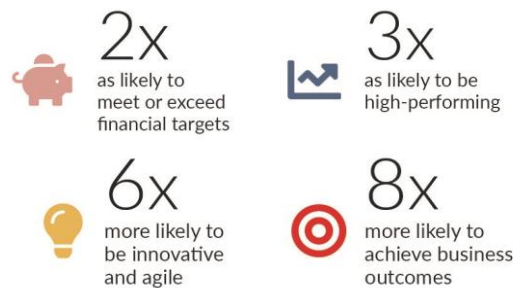 2x
as likely to
meet or exceed
financial targets
3x
as likely to be
high-performing
6x
more likely to
be innovative
and agile
8x
more likely to
achieve business
outcomes